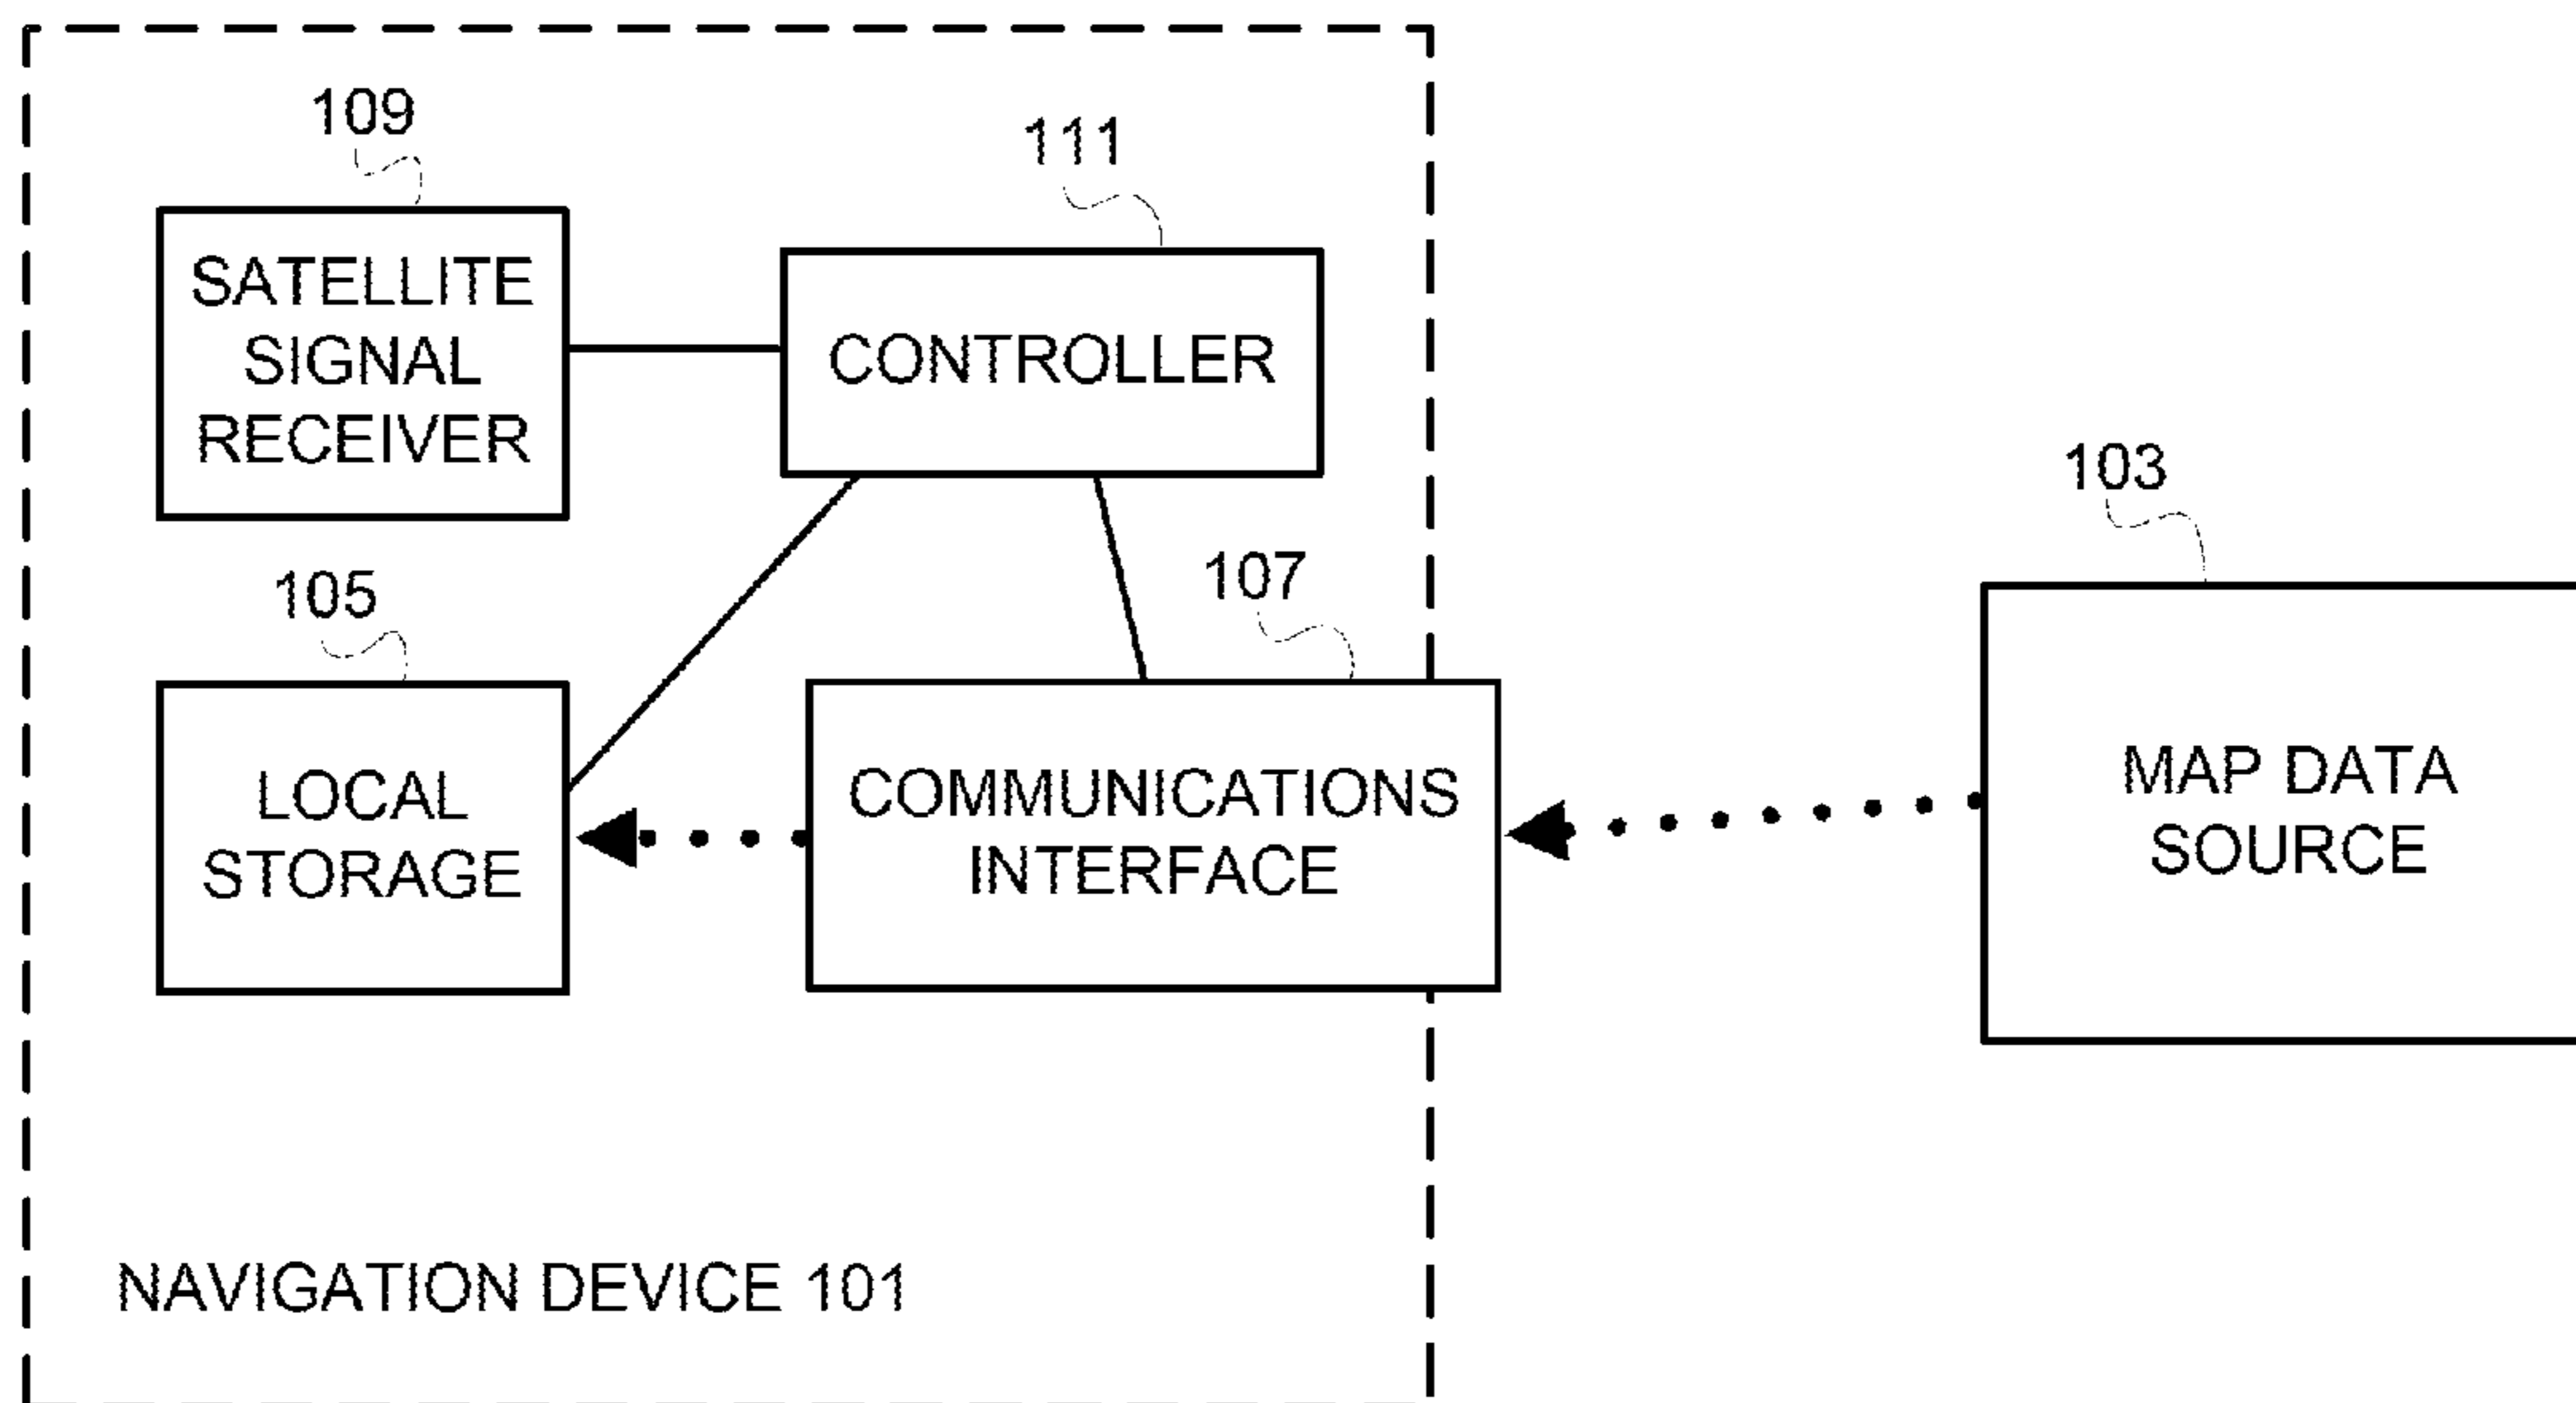 109
111
SATELLITE
SIGNAL
RECEIVER
CONTROLLER
103
107
105
MAP DATA
SOURCE
LOCAL
STORAGE
COMMUNICATIONS
INTERFACE
NAVIGATION DEVICE 101